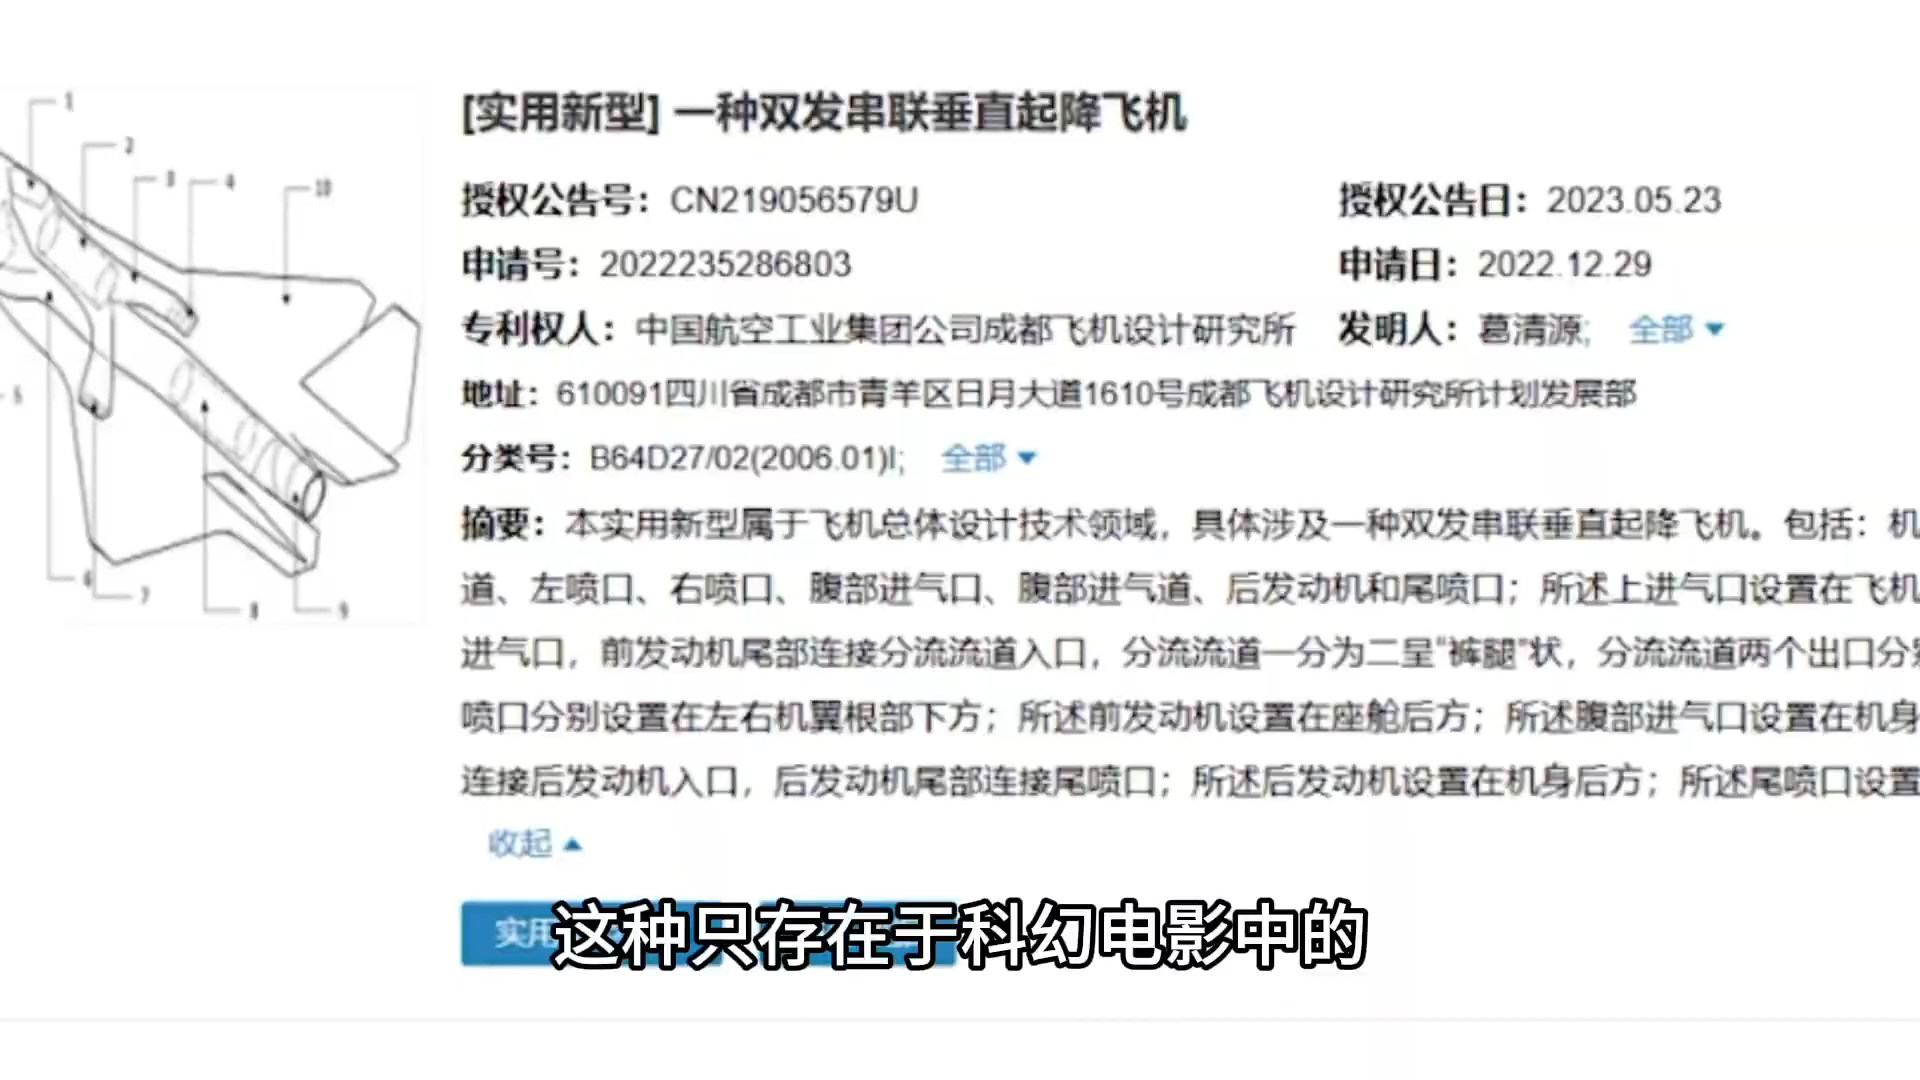 [实用新型] 一种双发串联垂直起降飞机
授权公告号：CN219056579U 授权公告日：2023.05.23
申请号：2022235286803 申请日：2022.12.29
专利权人：中国航空工业集团公司成都飞机设计研究所 发明人：葛清源; 全部
地址：610091四川省成都市青羊区日月大道1610号成都飞机设计研究所计划发展部
分类号：B64D27/02(2006.01)I; 全部
摘要：本实用新型属于飞机总体设计技术领域，具体涉及一种双发串联垂直起降飞机。包括：机
道、左喷口、右喷口、腹部进气口、腹部进气道、后发动机和尾喷口；所述上进气口设置在飞机
进气口，前发动机尾部连接分流流道入口，分流流道一分为二呈“裤腿”状，分流流道两个出口分
喷口分别设置在左右机翼根部下方；所述前发动机设置在座舱后方；所述腹部进气口设置在机身
连接后发动机入口，后发动机尾部连接尾喷口；所述后发动机设置在机身后方；所述尾喷口设置
收起
实用
这种只存在于科幻电影中的
1
2
3
4
10
5
6
7
8
9